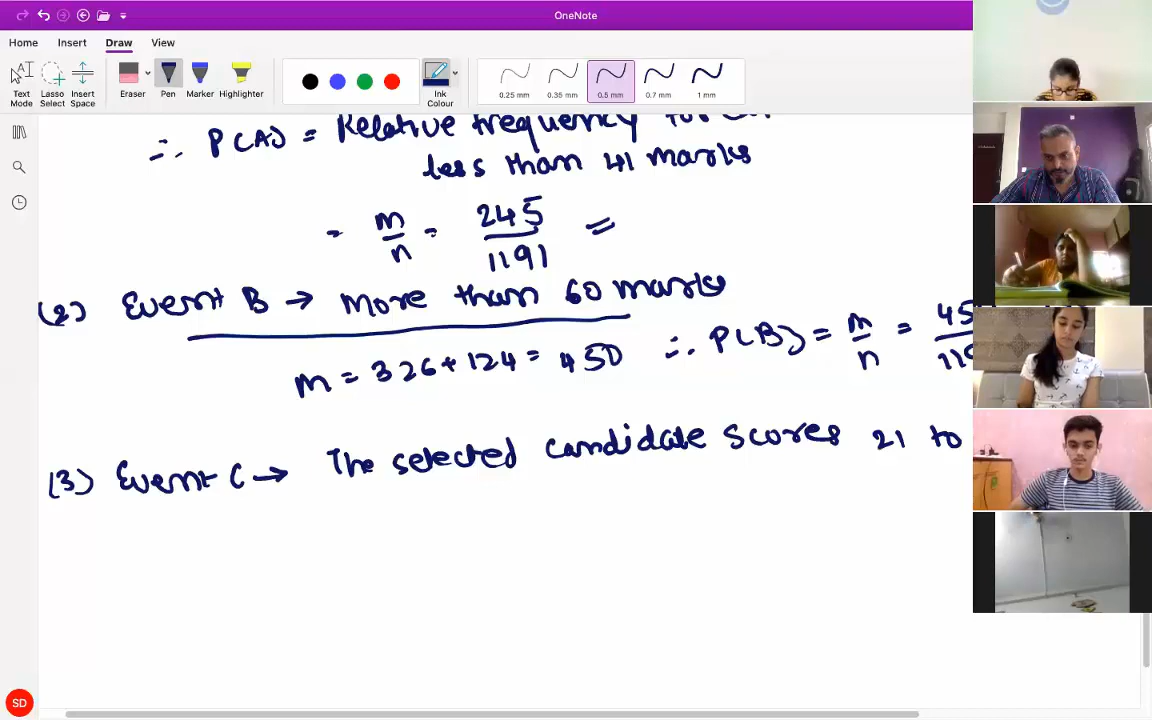 OneNote
Home Insert Draw View
Text Mode Lasso Select Insert Space Eraser Pen Marker Highlighter Ink Colour 0.25 mm 0.35 mm 0.5 mm 0.7 mm 1 mm
∴ P(A) = Relative frequency for
less than 41 marks
= m/n = 245/1191 =
(2) Event B → More than 60 marks
m = 326 + 124 = 450 ∴ P(B) = m/n =
(3) Event C → The selected candidate scores 21 to
SD